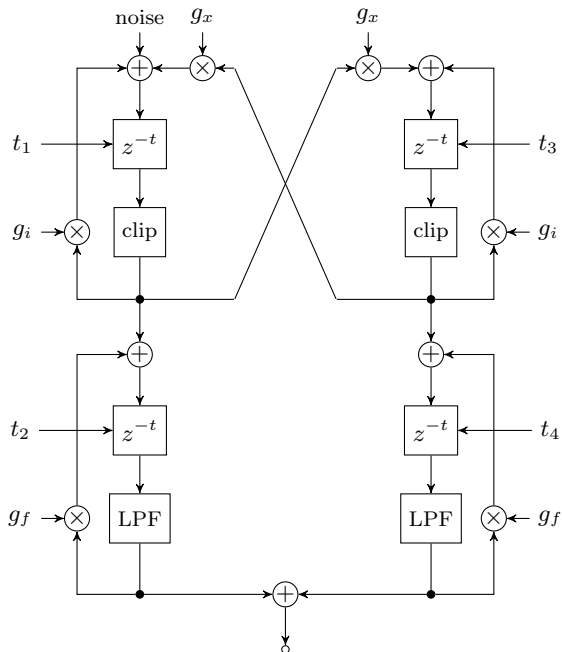 noise g_x g_x
t_1 z^{-t} z^{-t} t_3
g_i clip clip g_i
t_2 z^{-t} z^{-t} t_4
g_f LPF LPF g_f